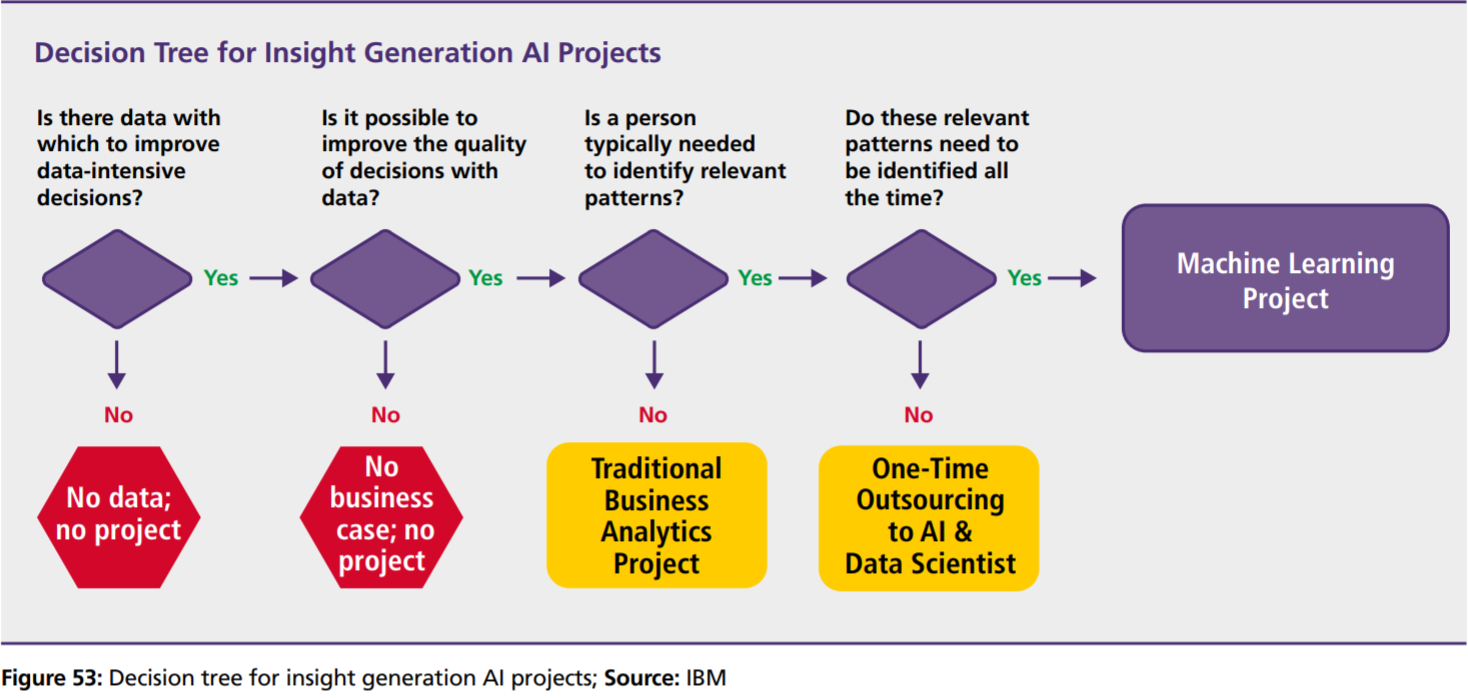 Decision Tree for Insight Generation AI Projects
Is there data with
which to improve
data-intensive
decisions?
Is it possible to
improve the quality
of decisions with
data?
Is a person
typically needed
to identify relevant
patterns?
Do these relevant
patterns need to
be identified all
the time?
Yes
Yes
Yes
Yes
Machine Learning
Project
No
No
No
No
No data;
no project
No
business
case; no
project
Traditional
Business
Analytics
Project
One-Time
Outsourcing
to AI &
Data Scientist
Figure 53: Decision tree for insight generation AI projects; Source: IBM